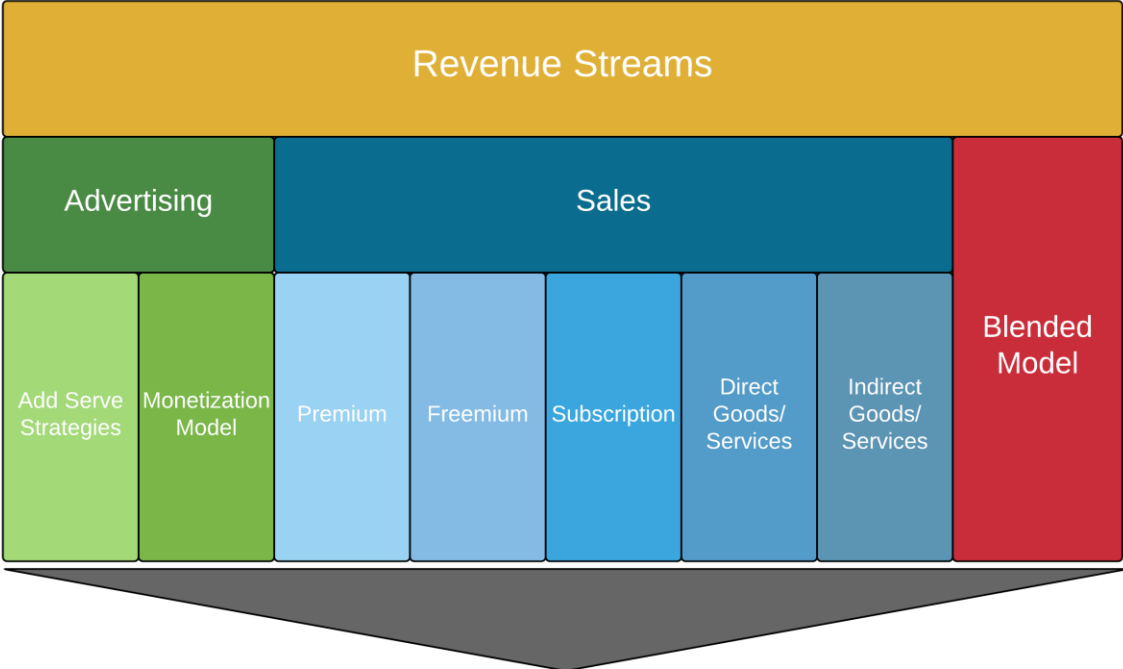 Revenue Streams
Advertising
Sales
Blended
Model
Add Serve
Strategies
Monetization
Model
Premium
Freemium
Subscription
Direct
Goods/
Services
Indirect
Goods/
Services